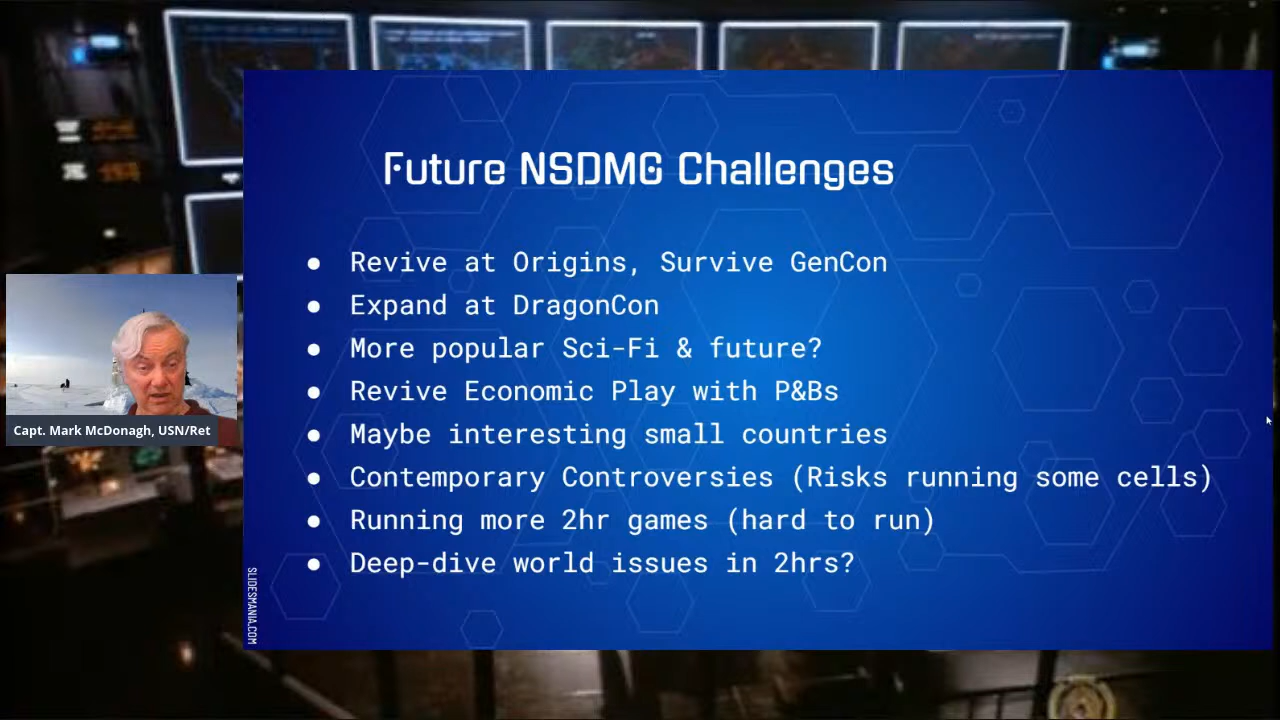 Future NSDMG Challenges
● Revive at Origins, Survive GenCon
● Expand at DragonCon
● More popular Sci-Fi & future?
● Revive Economic Play with P&Bs
● Maybe interesting small countries
● Contemporary Controversies (Risks running some cells)
● Running more 2hr games (hard to run)
● Deep-dive world issues in 2hrs?
Capt. Mark McDonagh, USN/Ret
SLIDESMANIA.COM